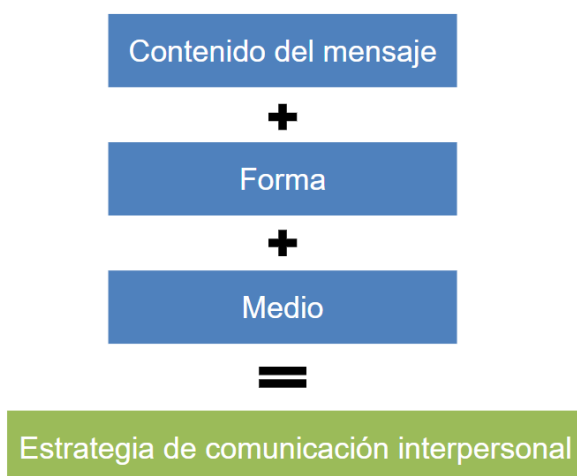 Contenido del mensaje
+
Forma
+
Medio
=
Estrategia de comunicación interpersonal